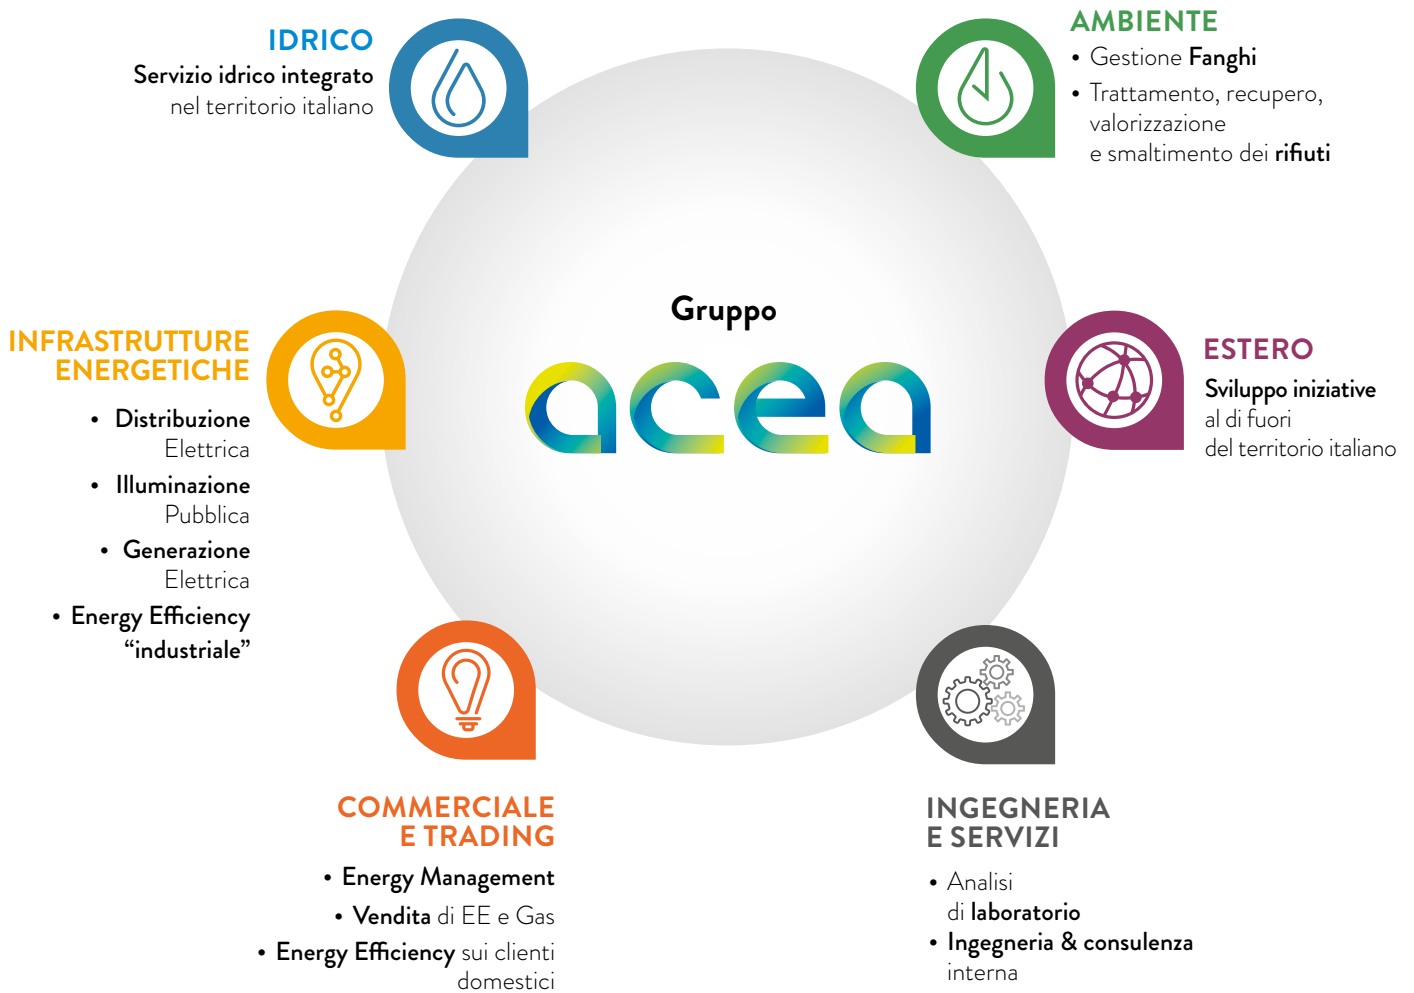 IDRICO
Servizio idrico integrato
nel territorio italiano
AMBIENTE
• Gestione Fanghi
• Trattamento, recupero,
valorizzazione
e smaltimento dei rifiuti
Gruppo
acea
INFRASTRUTTURE
ENERGETICHE
• Distribuzione
Elettrica
• Illuminazione
Pubblica
• Generazione
Elettrica
• Energy Efficiency
“industriale”
ESTERO
Sviluppo iniziative
al di fuori
del territorio italiano
COMMERCIALE
E TRADING
• Energy Management
• Vendita di EE e Gas
• Energy Efficiency sui clienti
domestici
INGEGNERIA
E SERVIZI
• Analisi
di laboratorio
• Ingegneria & consulenza
interna